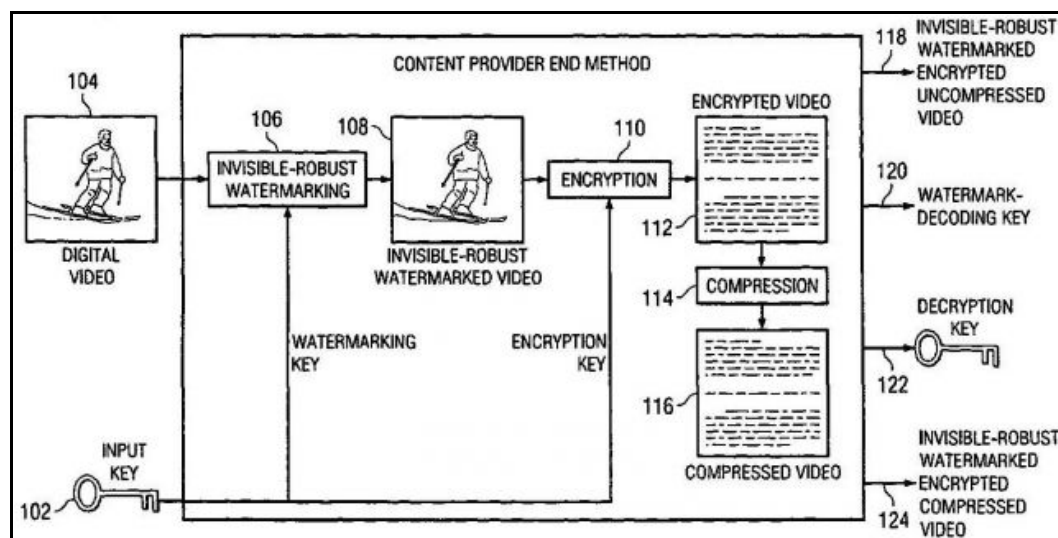 CONTENT PROVIDER END METHOD
104
DIGITAL
VIDEO
106
INVISIBLE-ROBUST
WATERMARKING
108
INVISIBLE-ROBUST
WATERMARKED VIDEO
110
ENCRYPTION
ENCRYPTED VIDEO
112
114
COMPRESSION
116
COMPRESSED VIDEO
WATERMARKING
KEY
ENCRYPTION
KEY
INPUT
KEY
102
118
INVISIBLE-ROBUST
WATERMARKED
ENCRYPTED
UNCOMPRESSED
VIDEO
120
WATERMARK-
DECODING KEY
DECRYPTION
KEY
122
INVISIBLE-ROBUST
WATERMARKED
ENCRYPTED
COMPRESSED
VIDEO
124